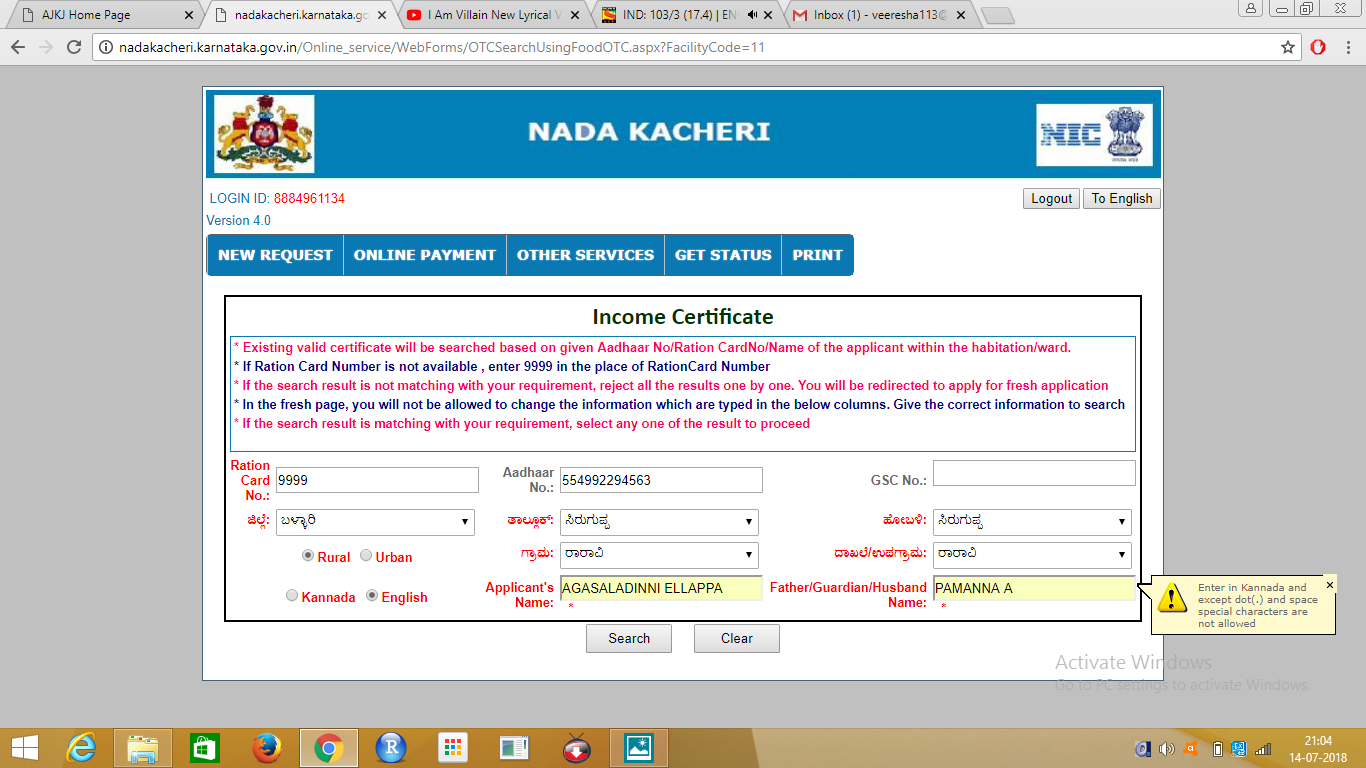 AJKJ Home Page
nadakacheri.karnataka.go
I Am Villain New Lyrical V
IND: 103/3 (17.4) | EN
Inbox (1) - veeresha113@
nadakacheri.karnataka.gov.in/Online_service/WebForms/OTCSearchUsingFoodOTC.aspx?FacilityCode=11
NADA KACHERI
NIC
LOGIN ID: 8884961134
Logout
To English
Version 4.0
NEW REQUEST
ONLINE PAYMENT
OTHER SERVICES
GET STATUS
PRINT
Income Certificate
* Existing valid certificate will be searched based on given Aadhaar No/Ration CardNo/Name of the applicant within the habitation/ward.
* If Ration Card Number is not available , enter 9999 in the place of RationCard Number
* If the search result is not matching with your requirement, reject all the results one by one. You will be redirected to apply for fresh application
* In the fresh page, you will not be allowed to change the information which are typed in the below columns. Give the correct information to search
* If the search result is matching with your requirement, select any one of the result to proceed
Ration Card No.: 9999
Aadhaar No.: 554992294563
GSC No.:
ಜಿಲ್ಲೆ: ಬಳ್ಳಾರಿ
ತಾಲ್ಲೂಕ್: ಸಿರುಗುಪ್ಪ
ಹೋಬಳಿ: ಸಿರುಗುಪ್ಪ
Rural Urban
ಗ್ರಾಮ: ರಾರಾವಿ
ದಾಖಲೆ/ಉಪಗ್ರಾಮ: ರಾರಾವಿ
Kannada English
Applicant's Name: AGASALADINNI ELLAPPA *
Father/Guardian/Husband Name: PAMANNA A *
Enter in Kannada and
except dot(.) and space
special characters are
not allowed
Search
Clear
Activate Windows
Go to PC settings to activate Windows.
21:04
14-07-2018